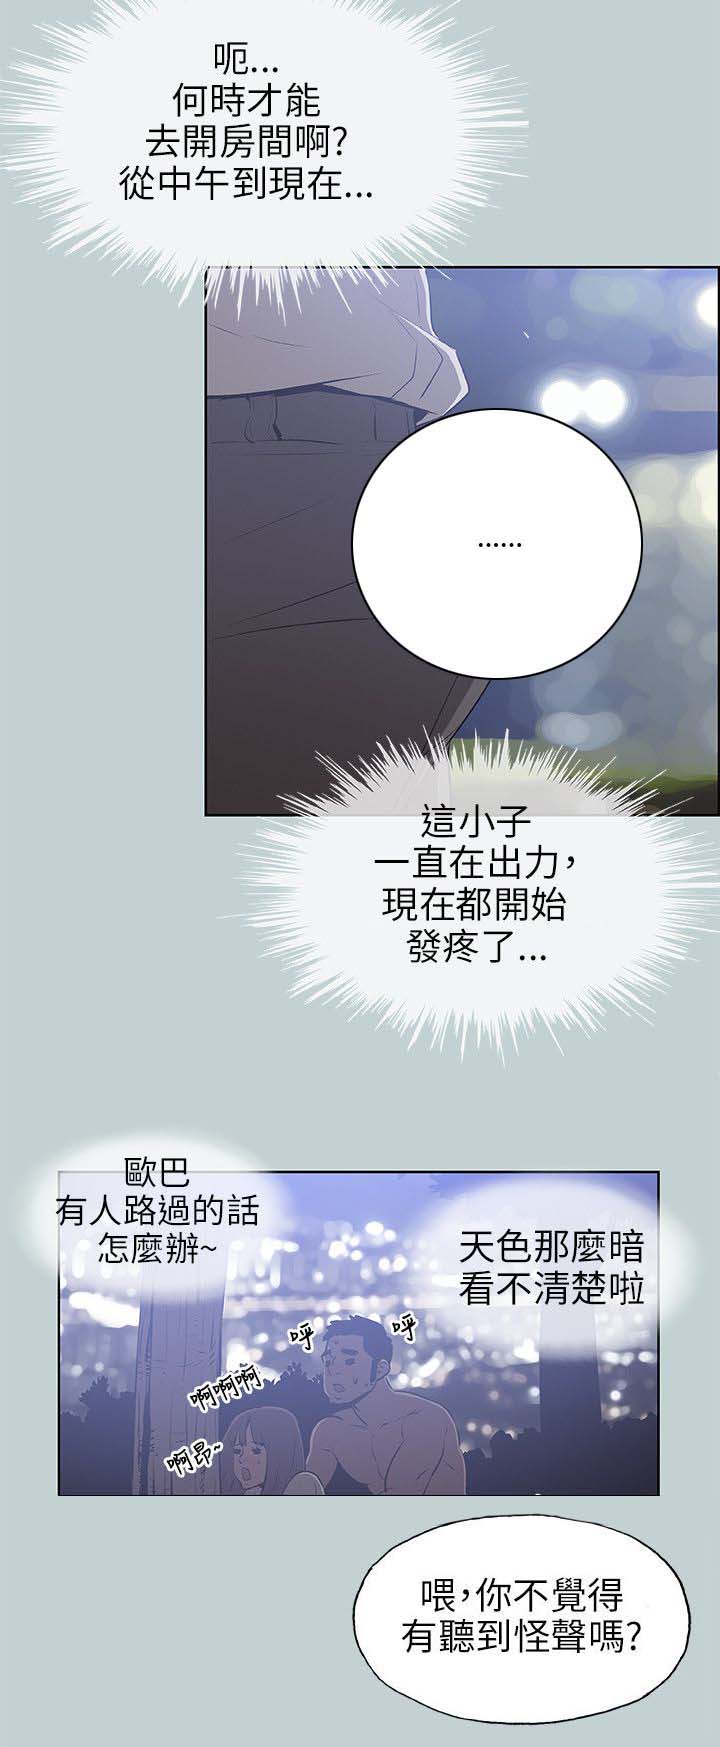 呃...
何時才能
去開房間啊?
從中午到現在...
......
這小子
一直在出力,
現在都開始
發疼了...
歐巴
有人路過的話
怎麼辦~
天色那麼暗
看不清楚啦
呼
呼
啊啊啊
啊昂~
喂,你不覺得
有聽到怪聲嗎?